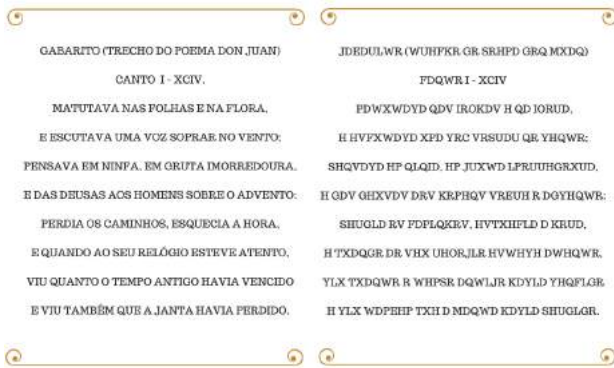 GABARITO (TRECHO DO POEMA DON JUAN)
CANTO I - XCIV.
MATUTAVA NAS FOLHAS E NA FLORA,
E ESCUTAVA UMA VOZ SOPRAR NO VENTO;
PENSAVA EM NINFA, EM GRUTA IMORREDOURA,
E DAS DEUSAS AOS HOMENS SOBRE O ADVENTO:
PERDIA OS CAMINHOS, ESQUECIA A HORA,
E QUANDO AO SEU RELÓGIO ESTEVE ATENTO,
VIU QUANTO O TEMPO ANTIGO HAVIA VENCIDO
E VIU TAMBÉM QUE A JANTA HAVIA PERDIDO.
JDEDULWR (WUHFKR GR SRHPD GRQ MXDQ)
FDQWR I - XCIV
PDWXWDYD QDV IROKDV H QD IORUD,
H HVFXWDYD XPD YRC VRSUDU QR YHQWR;
SHQVDYD HP QLQID, HP JUXWD LPRUUHGRXUD,
H GDV GHXVDV DRV KRPHQV VREUH R DGYHQWR:
SHUGLD RV FDPLQKRV, HVTXHFLD D KRUD,
H TXDQGR DR VHX UHORJLR HVWHYH DWHQWR,
YLX TXDQWR R WHPSR DQWLJR KDYLD YHQFLGR
H YLX WDPEHP TXH D MDQWD KDYLD SHUGLGR.